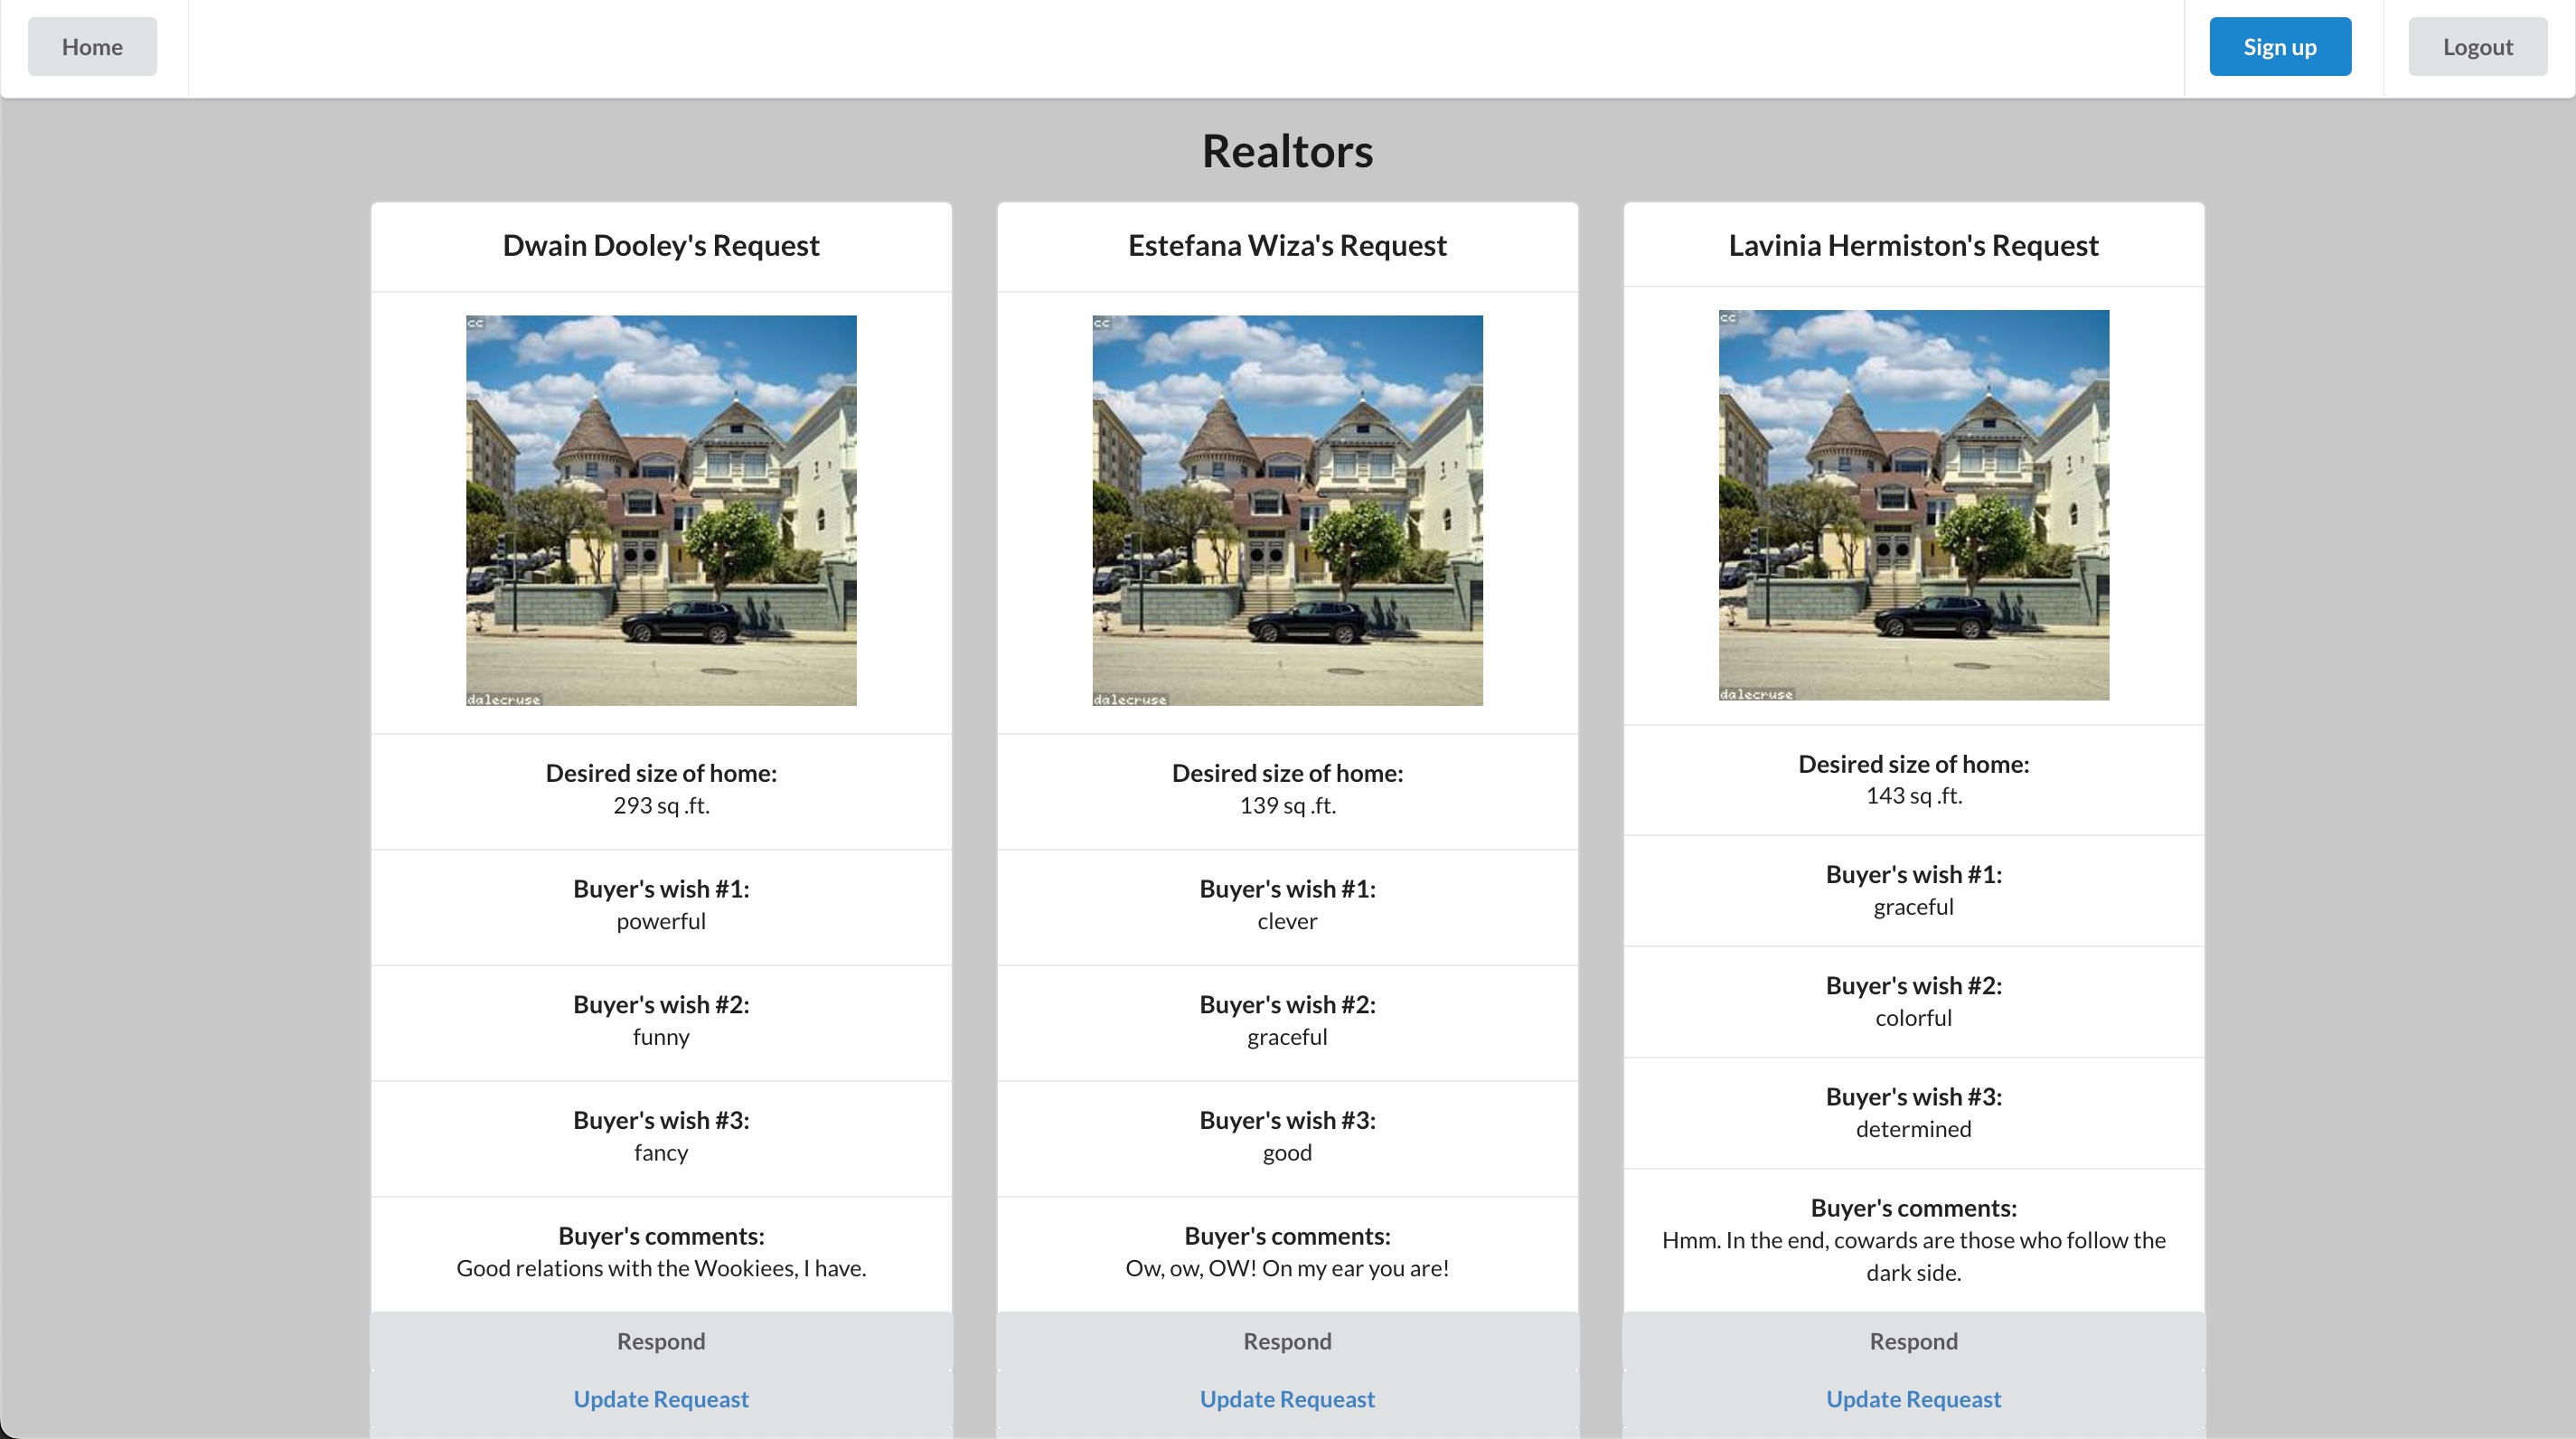 Home
Sign up
Logout
Realtors
Dwain Dooley's Request
cc
dalecruse
Desired size of home:
293 sq .ft.
Buyer's wish #1:
powerful
Buyer's wish #2:
funny
Buyer's wish #3:
fancy
Buyer's comments:
Good relations with the Wookiees, I have.
Respond
Update Requeast
Estefana Wiza's Request
cc
dalecruse
Desired size of home:
139 sq .ft.
Buyer's wish #1:
clever
Buyer's wish #2:
graceful
Buyer's wish #3:
good
Buyer's comments:
Ow, ow, OW! On my ear you are!
Respond
Update Requeast
Lavinia Hermiston's Request
cc
dalecruse
Desired size of home:
143 sq .ft.
Buyer's wish #1:
graceful
Buyer's wish #2:
colorful
Buyer's wish #3:
determined
Buyer's comments:
Hmm. In the end, cowards are those who follow the
dark side.
Respond
Update Requeast